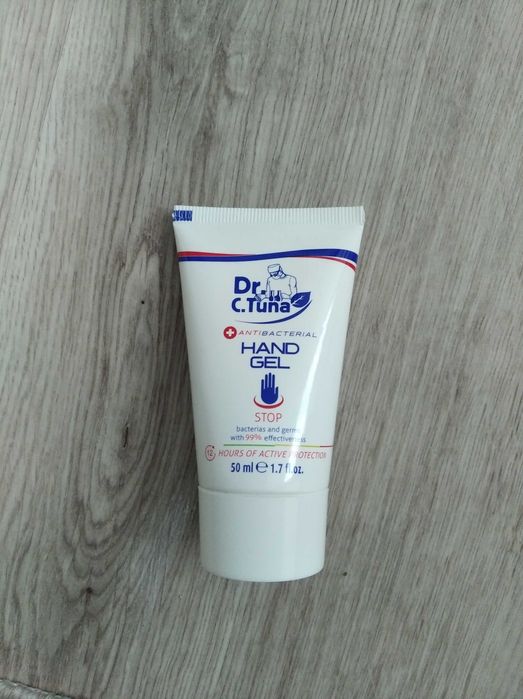 Dr.
C.Tuna
ANTIBACTERIAL
HAND
GEL
STOP
bacterias and germs
with 99% effectiveness
12 HOURS OF ACTIVE PROTECTION
50 ml e 1.7 fl.oz.